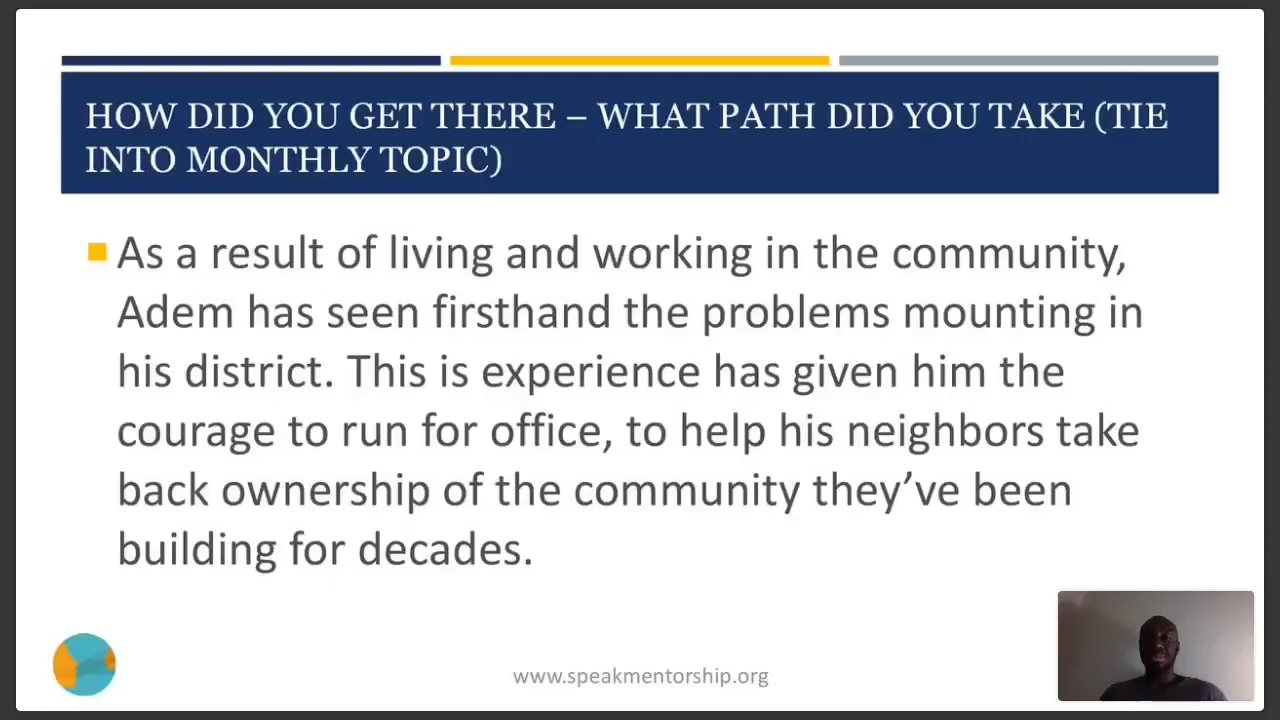 HOW DID YOU GET THERE – WHAT PATH DID YOU TAKE (TIE
INTO MONTHLY TOPIC)
As a result of living and working in the community,
Adem has seen firsthand the problems mounting in
his district. This is experience has given him the
courage to run for office, to help his neighbors take
back ownership of the community they’ve been
building for decades.
www.speakmentorship.org